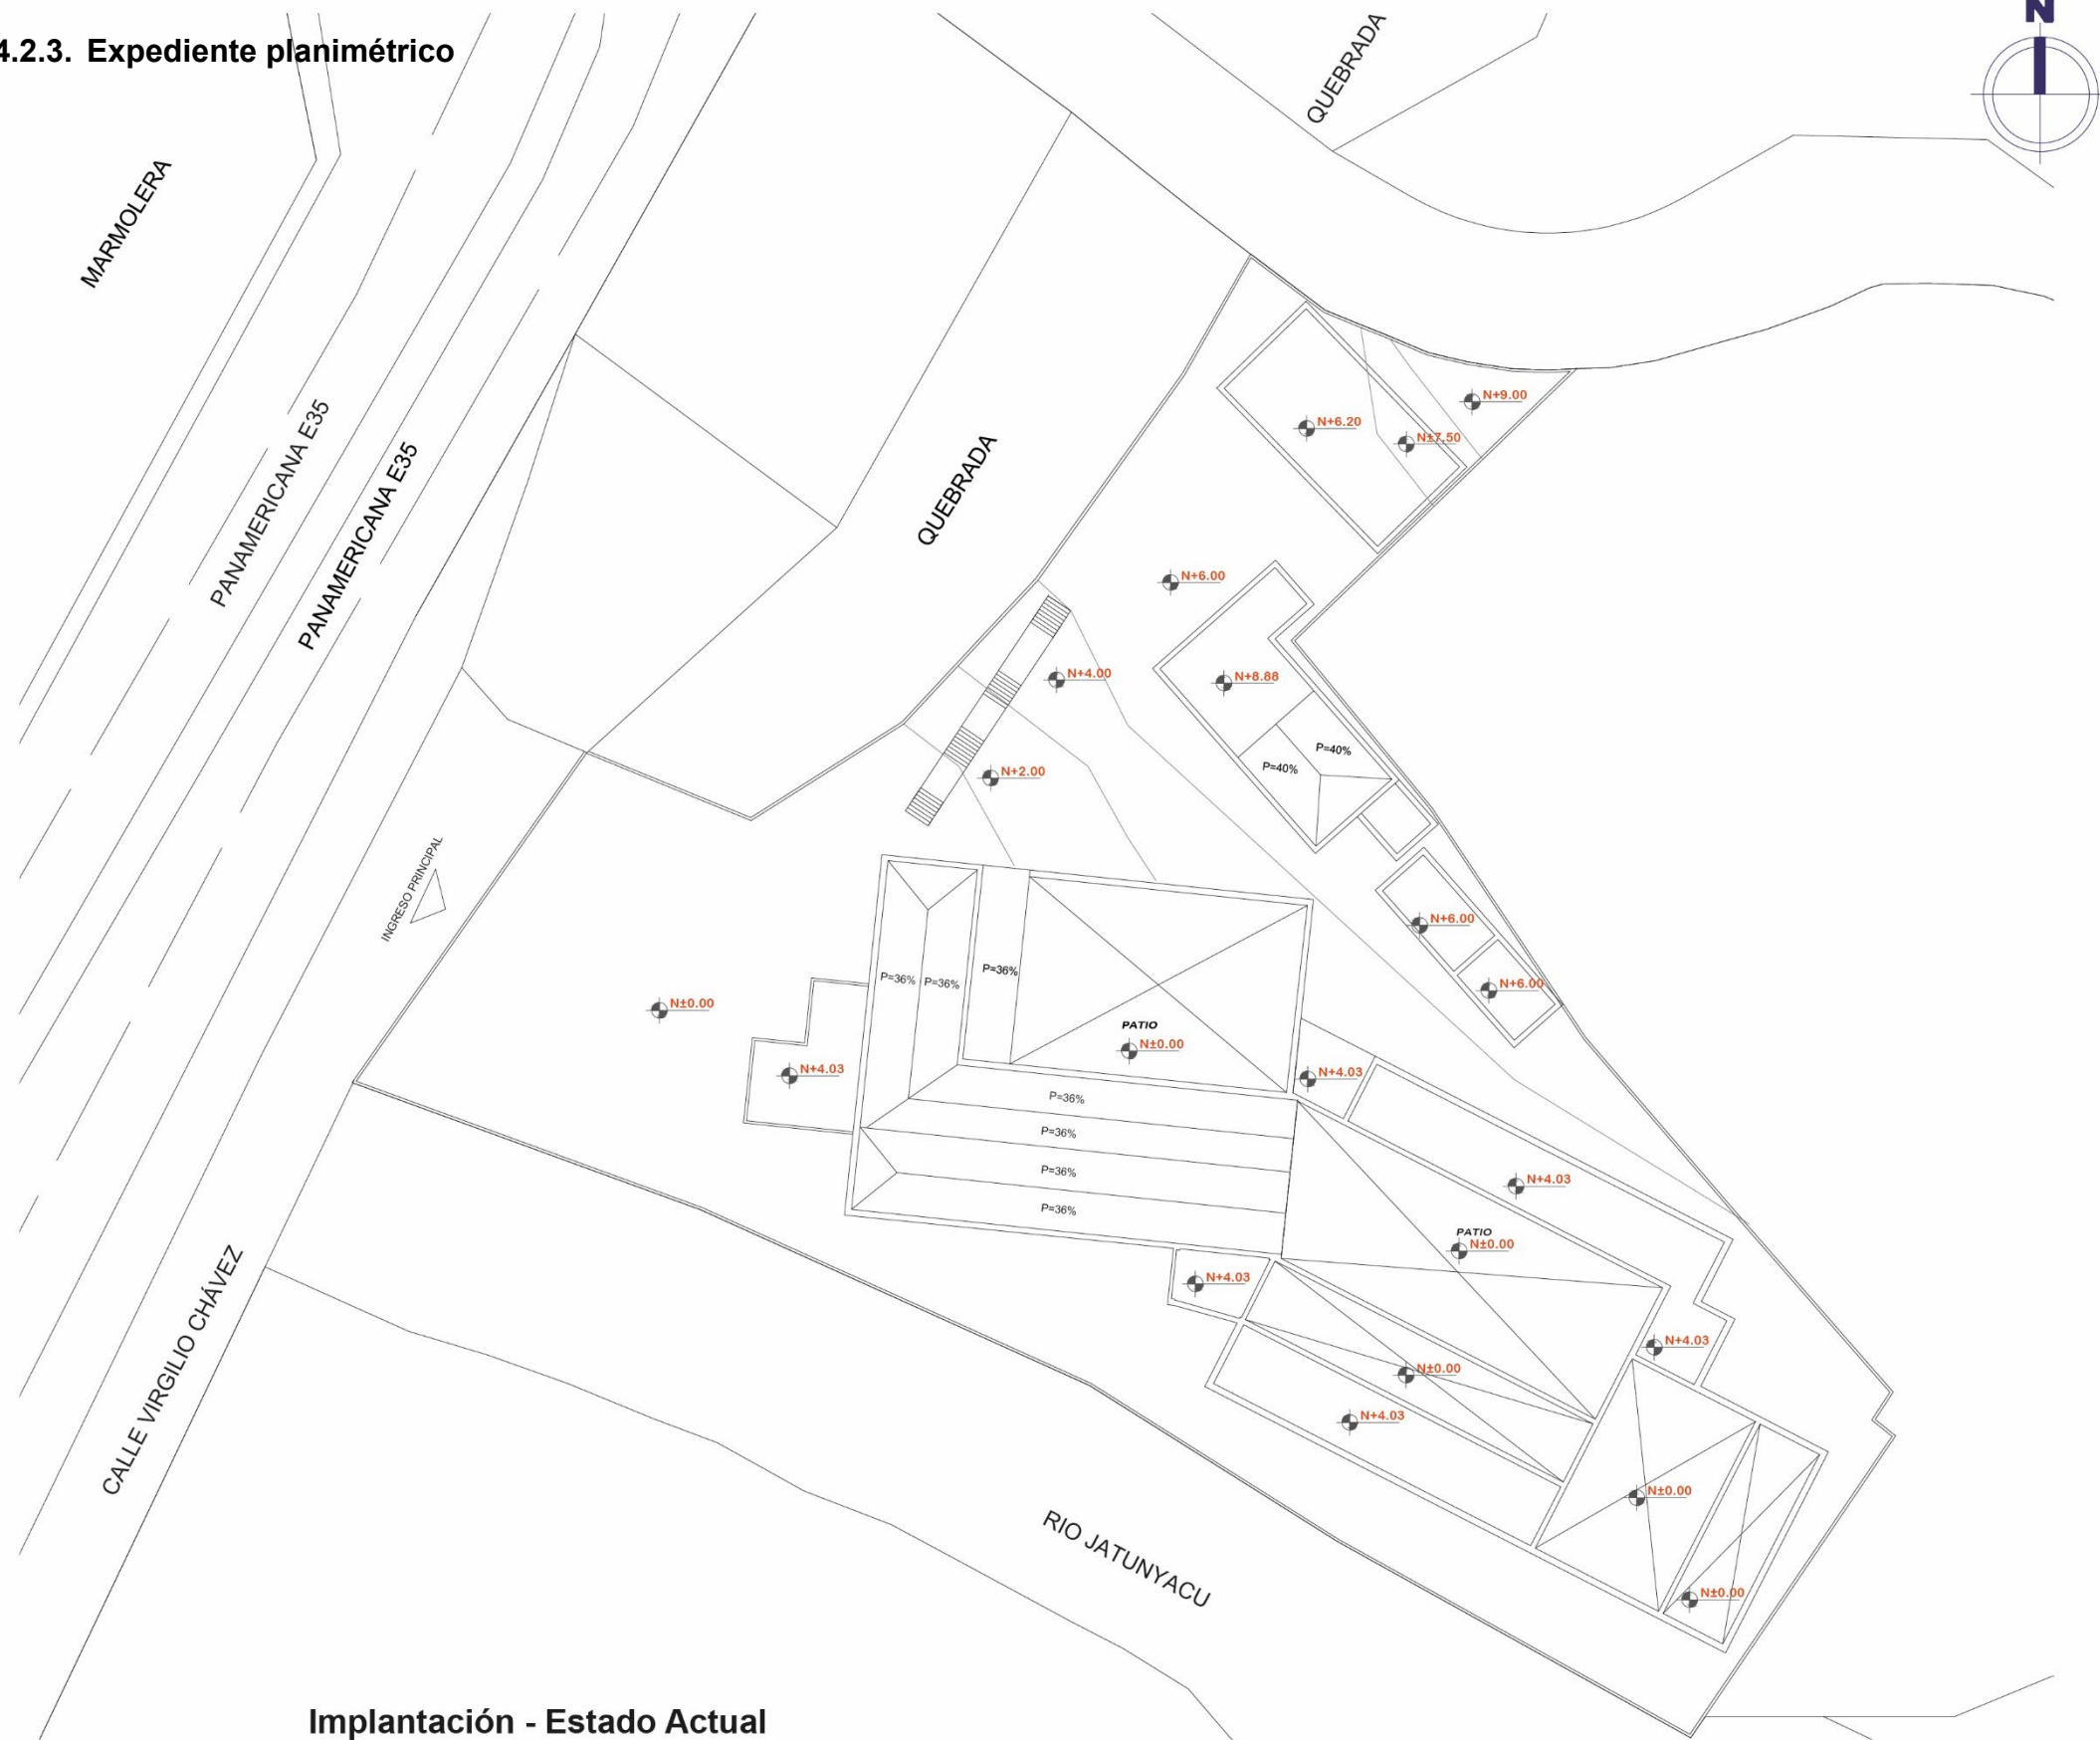 N
4.2.3. Expediente planimétrico
QUEBRADA
MARMOLERA
PANAMERICANA E35
PANAMERICANA E35
QUEBRADA
N+9.00
N+6.20
N±7.50
N+6.00
N+4.00
N+8.88
P=40%
P=40%
N+2.00
INGRESO PRINCIPAL
N+6.00
P=36%
P=36%
P=36%
N+6.00
N±0.00
PATIO
N±0.00
N+4.03
N+4.03
P=36%
P=36%
P=36%
P=36%
N+4.03
PATIO
N±0.00
N+4.03
N+4.03
N±0.00
N+4.03
N±0.00
N±0.00
CALLE VIRGILIO CHÁVEZ
RIO JATUNYACU
Implantación - Estado Actual